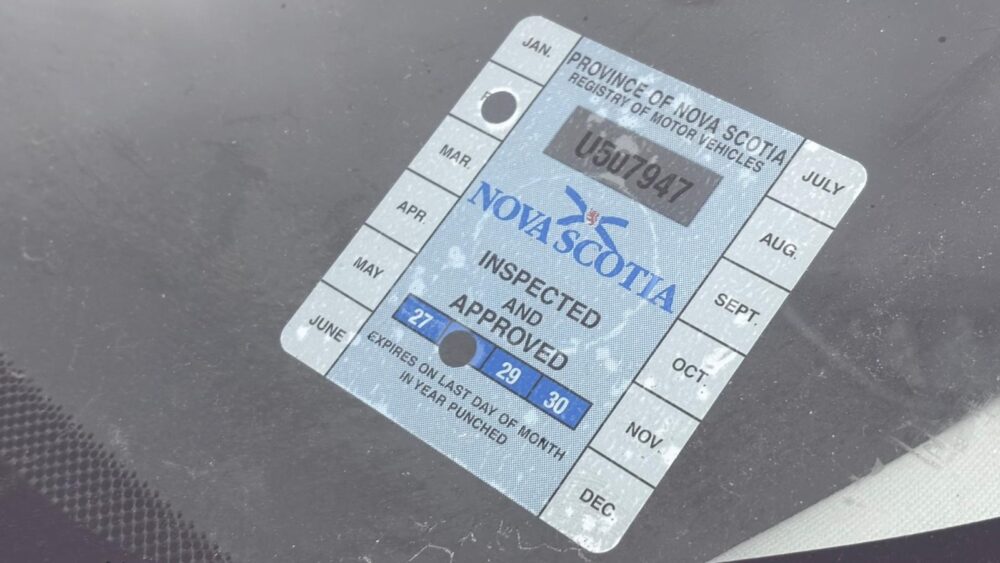 JAN.
MAR.
APR.
MAY
JUNE
PROVINCE OF NOVA SCOTIA
REGISTRY OF MOTOR VEHICLES
U507947
NOVA SCOTIA
INSPECTED
AND
APPROVED
27 29 30
EXPIRES ON LAST DAY OF MONTH
IN YEAR PUNCHED
JULY
AUG.
SEPT.
OCT.
NOV.
DEC.